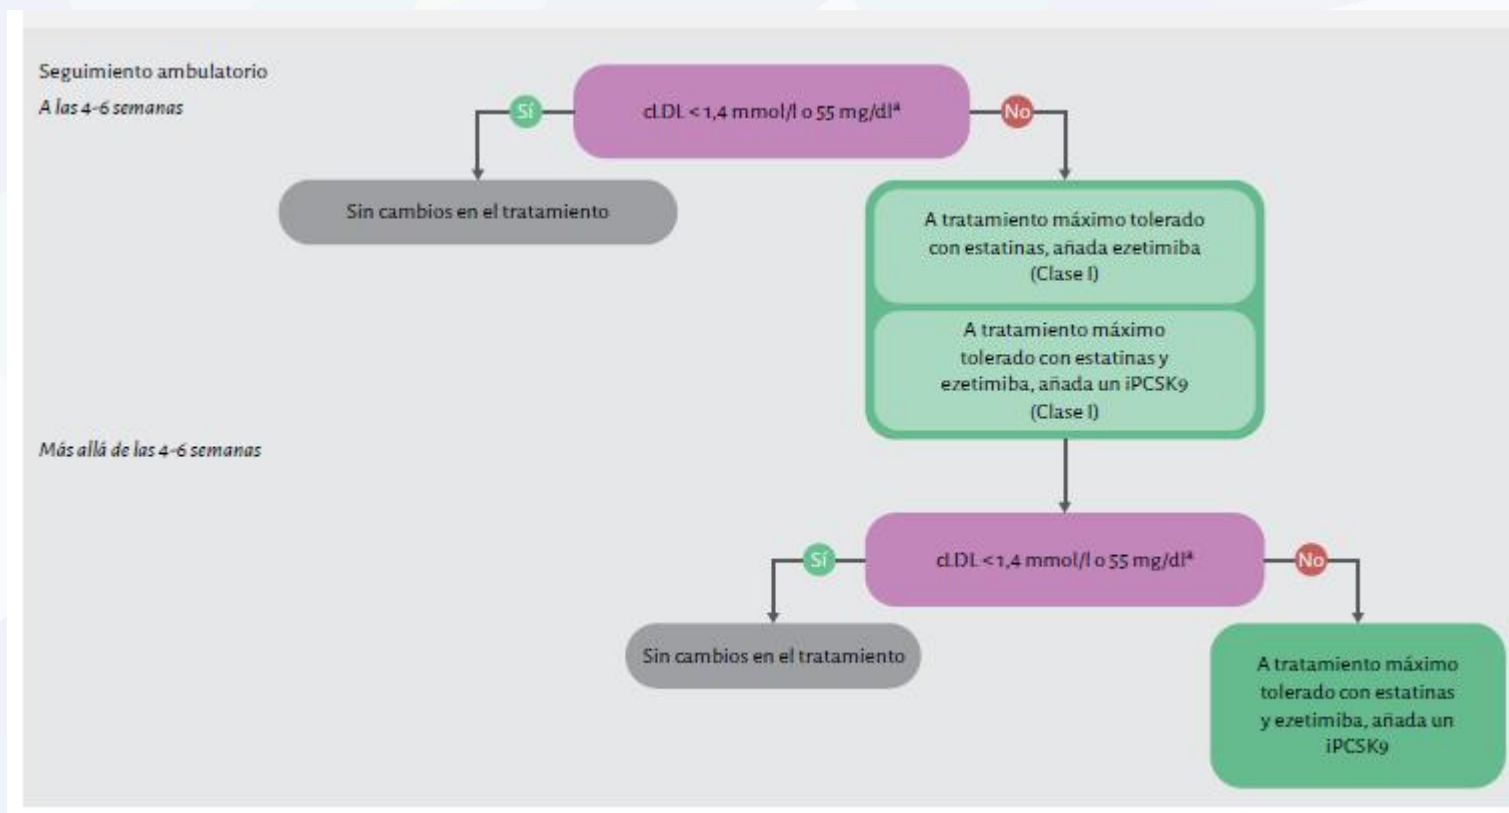 Seguimiento ambulatorio
A las 4-6 semanas
cLDL < 1,4 mmol/l o 55 mg/dlª
Sí
No
Sin cambios en el tratamiento
A tratamiento máximo tolerado
con estatinas, añada ezetimiba
(Clase I)
A tratamiento máximo
tolerado con estatinas y
ezetimiba, añada un iPCSK9
(Clase I)
Más allá de las 4-6 semanas
cLDL < 1,4 mmol/l o 55 mg/dlª
Sí
No
Sin cambios en el tratamiento
A tratamiento máximo
tolerado con estatinas
y ezetimiba, añada un
iPCSK9